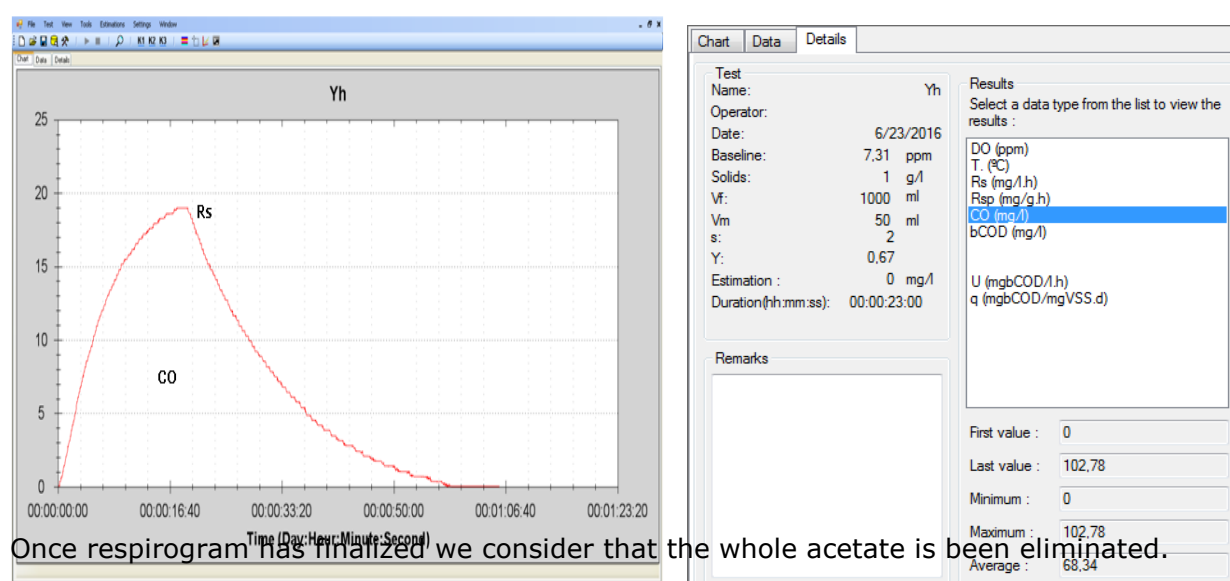 File Test View Tools Estimations Settings Window
K1 K2 K3
Chart Data Details
Yh
25
20
15
10
5
0
Rs
CO
00:00:00:00 00:00:16:40 00:00:33:20 00:00:50:00 00:01:06:40 00:01:23:20
Time (Day:Hour:Minute:Second)
Chart Data Details
Test
Name: Yh
Operator:
Date: 6/23/2016
Baseline: 7,31 ppm
Solids: 1 g/l
Vf: 1000 ml
Vm 50 ml
s: 2
Y: 0,67
Estimation : 0 mg/l
Duration(hh:mm:ss): 00:00:23:00
Remarks
Results
Select a data type from the list to view the
results :
DO (ppm)
T. (ºC)
Rs (mg/l.h)
Rsp (mg/g.h)
CO (mg/l)
bCOD (mg/l)
U (mgbCOD/l.h)
q (mgbCOD/mgVSS.d)
First value : 0
Last value : 102,78
Minimum : 0
Maximum : 102,78
Average : 68,34
Once respirogram has finalized we consider that the whole acetate is been eliminated.